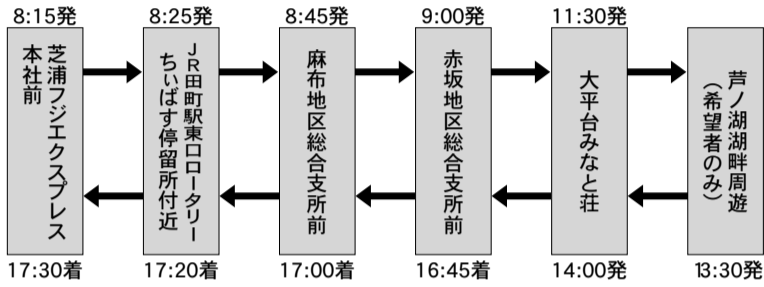 8:15発
8:25発
8:45発
9:00発
11:30発
芝浦フジエクスプレス
本社前
JR田町駅東口ロータリー
ちぃばす停留所付近
麻布地区総合支所前
赤坂地区総合支所前
大平台みなと荘
芦ノ湖湖畔周遊
(希望者のみ)
17:30着
17:20着
17:00着
16:45着
14:00発
13:30発